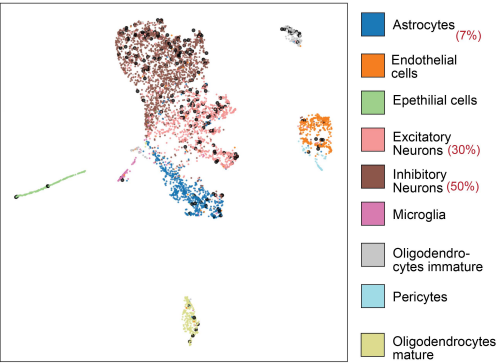 Astrocytes
(7%)
Endothelial
cells
Epethilial cells
Excitatory
Neurons (30%)
Inhibitory
Neurons (50%)
Microglia
Oligodendro-
cytes immature
Pericytes
Oligodendrocytes
mature